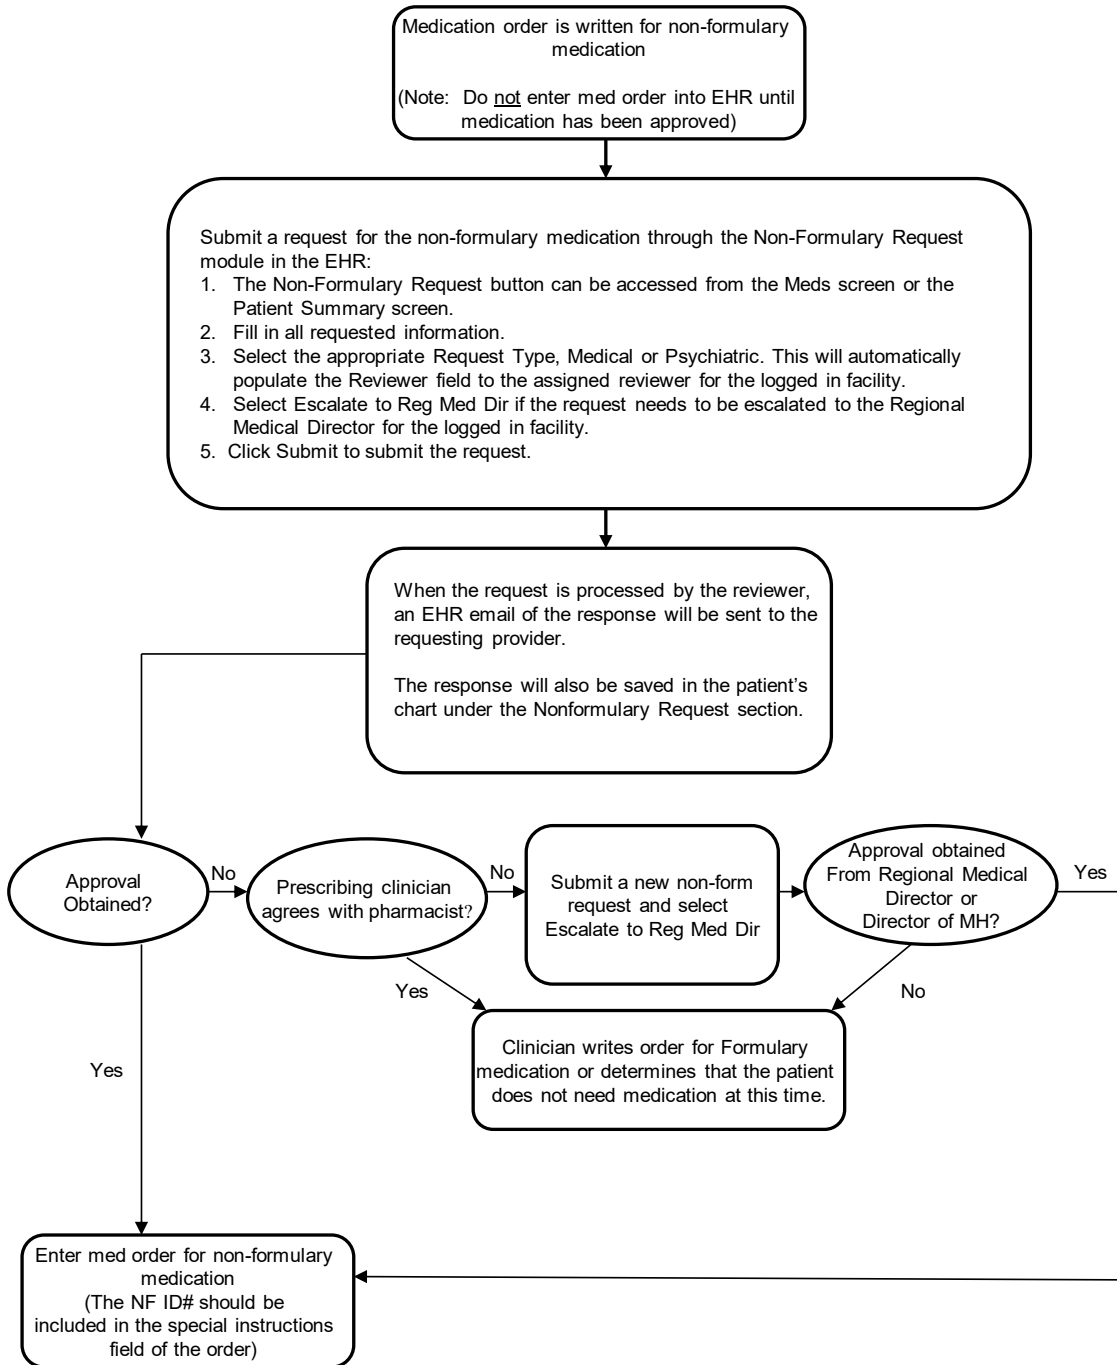 Medication order is written for non-formulary
medication
(Note: Do not enter med order into EHR until
medication has been approved)
Submit a request for the non-formulary medication through the Non-Formulary Request
module in the EHR:
1. The Non-Formulary Request button can be accessed from the Meds screen or the
Patient Summary screen.
2. Fill in all requested information.
3. Select the appropriate Request Type, Medical or Psychiatric. This will automatically
populate the Reviewer field to the assigned reviewer for the logged in facility.
4. Select Escalate to Reg Med Dir if the request needs to be escalated to the Regional
Medical Director for the logged in facility.
5. Click Submit to submit the request.
When the request is processed by the reviewer,
an EHR email of the response will be sent to the
requesting provider.
The response will also be saved in the patient’s
chart under the Nonformulary Request section.
Approval
Obtained?
No
Prescribing clinician
agrees with pharmacist?
No
Submit a new non-form
request and select
Escalate to Reg Med Dir
Approval obtained
From Regional Medical
Director or
Director of MH?
Yes
Yes
No
Clinician writes order for Formulary
medication or determines that the patient
does not need medication at this time.
Yes
Enter med order for non-formulary
medication
(The NF ID# should be
included in the special instructions
field of the order)